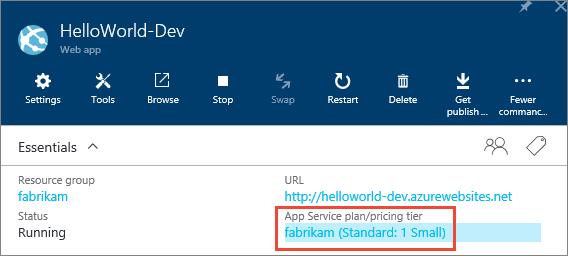 HelloWorld-Dev
Web app
Settings
Tools
Browse
Stop
Swap
Restart
Delete
Get publish ...
Fewer commanc...
Essentials
Resource group
fabrikam
URL
http://helloworld-dev.azurewebsites.net
Status
Running
App Service plan/pricing tier
fabrikam (Standard: 1 Small)